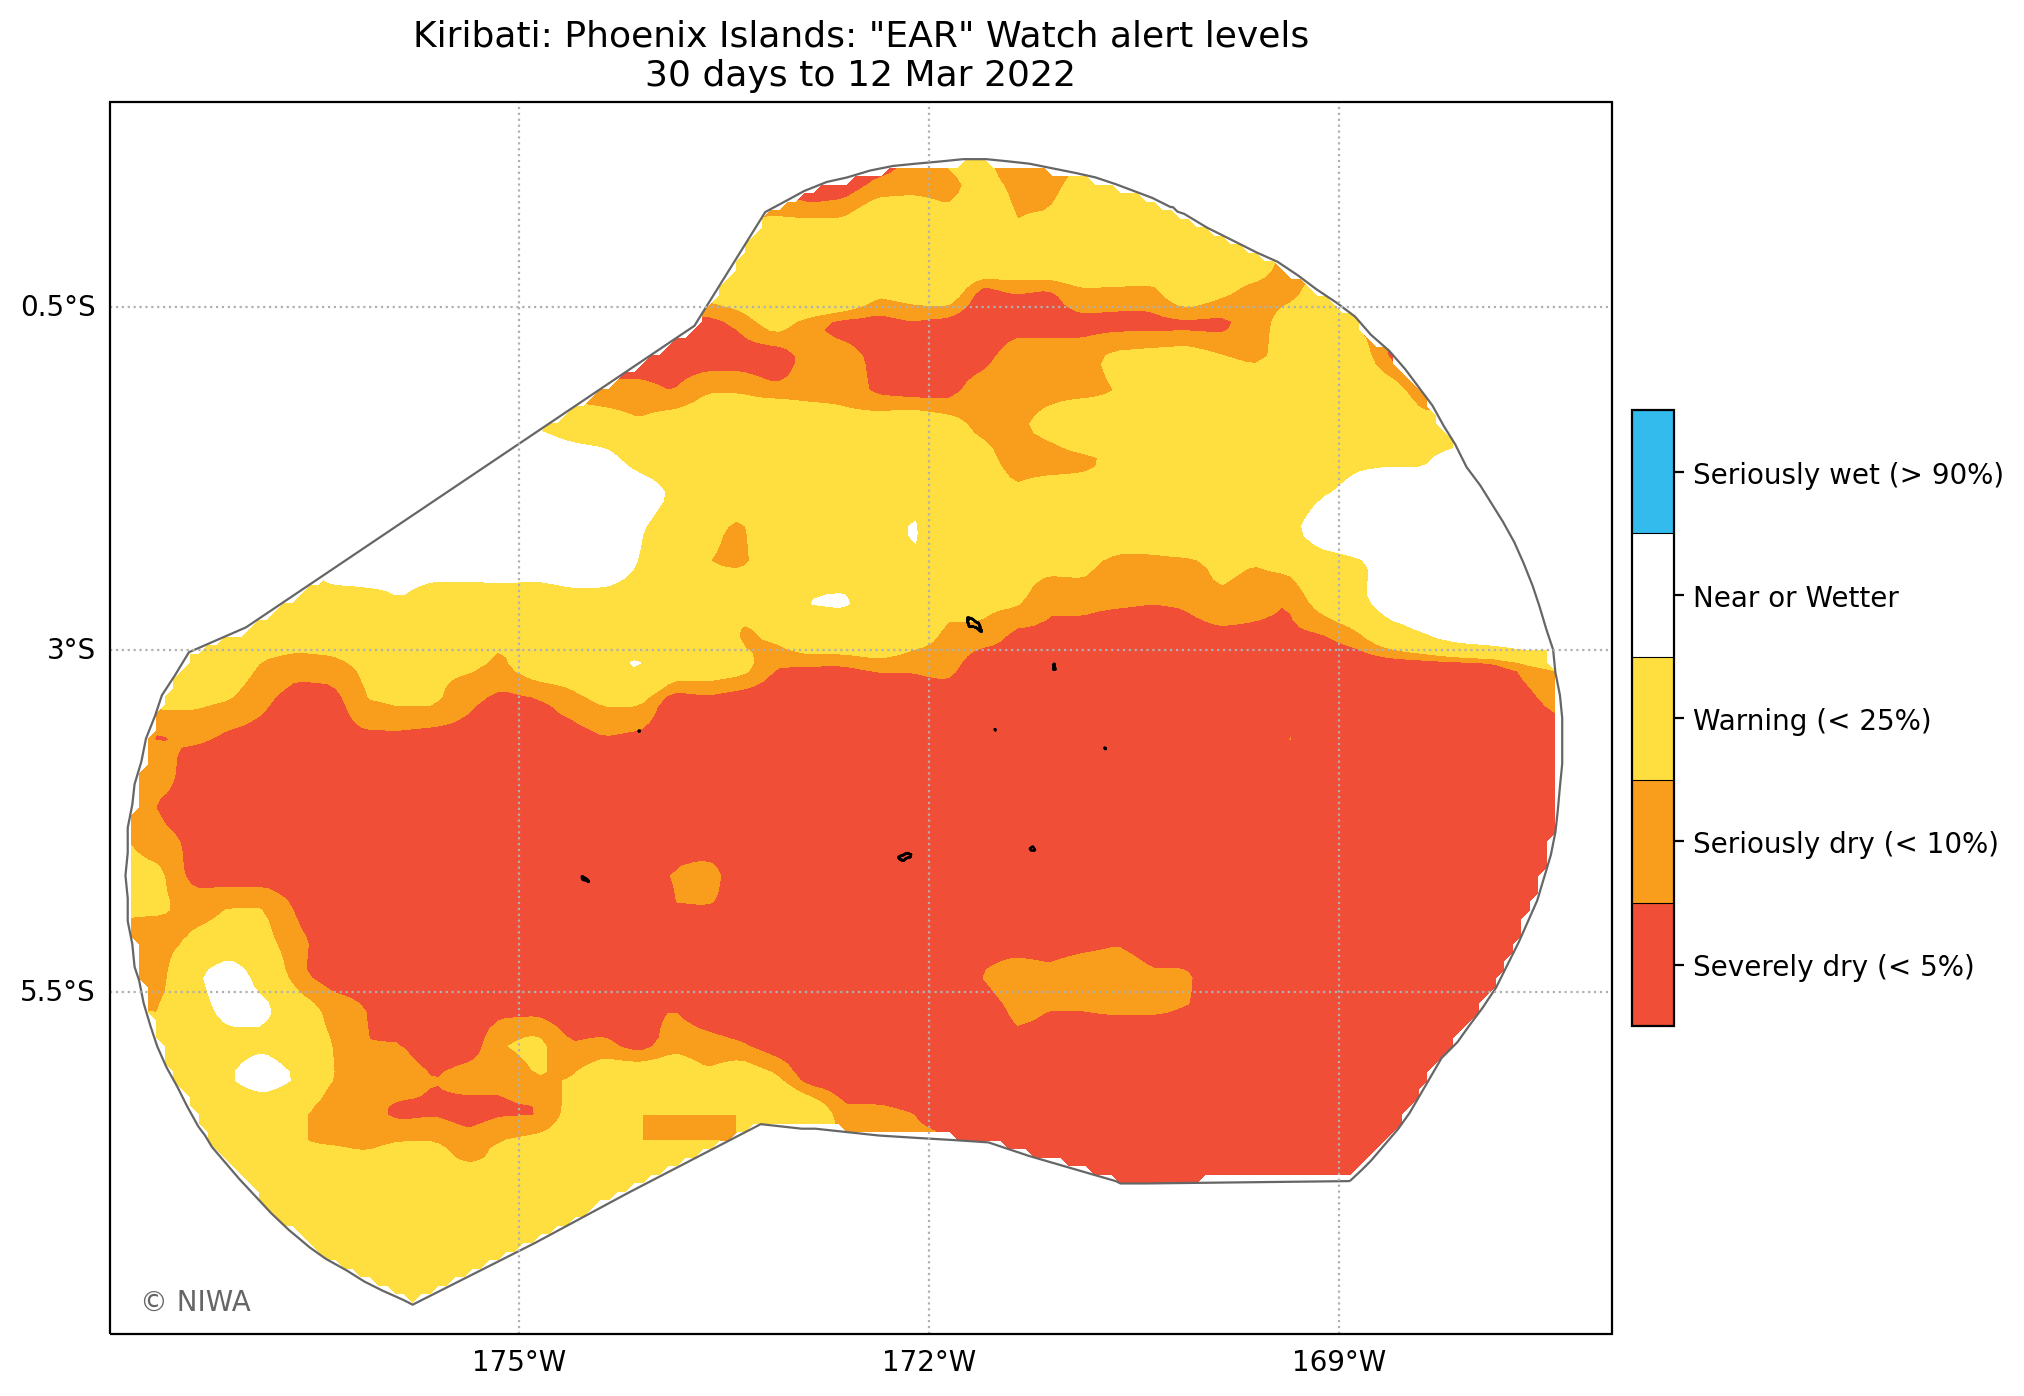 Kiribati: Phoenix Islands: "EAR" Watch alert levels
30 days to 12 Mar 2022
0.5°S
3°S
5.5°S
175°W
172°W
169°W
Seriously wet (> 90%)
Near or Wetter
Warning (< 25%)
Seriously dry (< 10%)
Severely dry (< 5%)
© NIWA